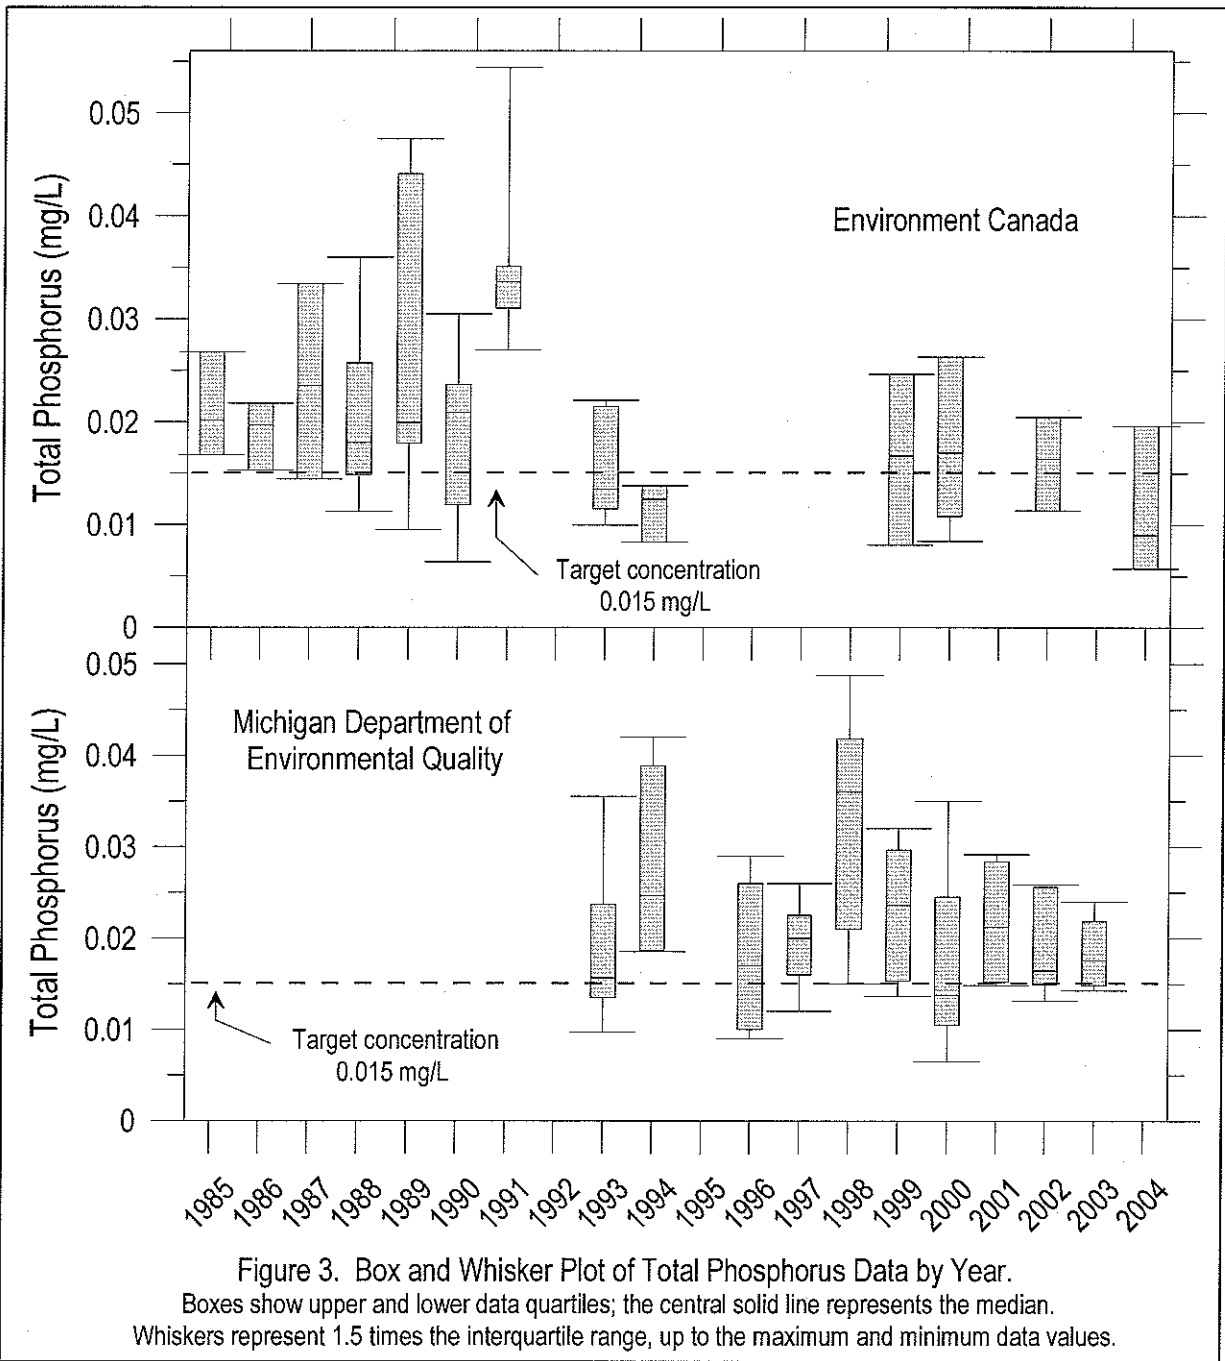 0.05
0.04
0.03
0.02
0.01
0
Total Phosphorus (mg/L)
Environment Canada
Target concentration
0.015 mg/L
0.05
0.04
0.03
0.02
0.01
0
Total Phosphorus (mg/L)
Michigan Department of
Environmental Quality
Target concentration
0.015 mg/L
1985
1986
1987
1988
1989
1990
1991
1992
1993
1994
1995
1996
1997
1998
1999
2000
2001
2002
2003
2004
Figure 3. Box and Whisker Plot of Total Phosphorus Data by Year.
Boxes show upper and lower data quartiles; the central solid line represents the median.
Whiskers represent 1.5 times the interquartile range, up to the maximum and minimum data values.